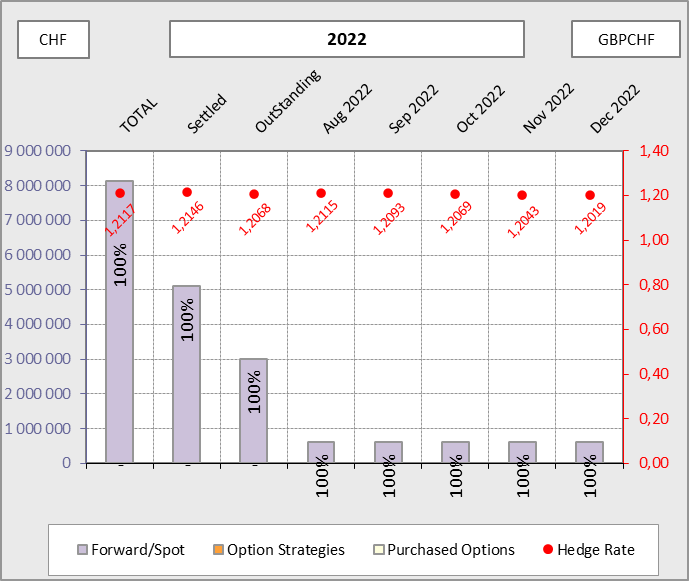 CHF
2022
GBPCHF
TOTAL
Settled
OutStanding
Aug 2022
Sep 2022
Oct 2022
Nov 2022
Dec 2022
9 000 000
8 000 000
7 000 000
6 000 000
5 000 000
4 000 000
3 000 000
2 000 000
1 000 000
0
1,40
1,20
1,00
0,80
0,60
0,40
0,20
0,00
1,2117
1,2146
1,2068
1,2115
1,2093
1,2069
1,2043
1,2019
100%
100%
100%
100%
100%
100%
100%
100%
-
-
-
Forward/Spot
Option Strategies
Purchased Options
Hedge Rate